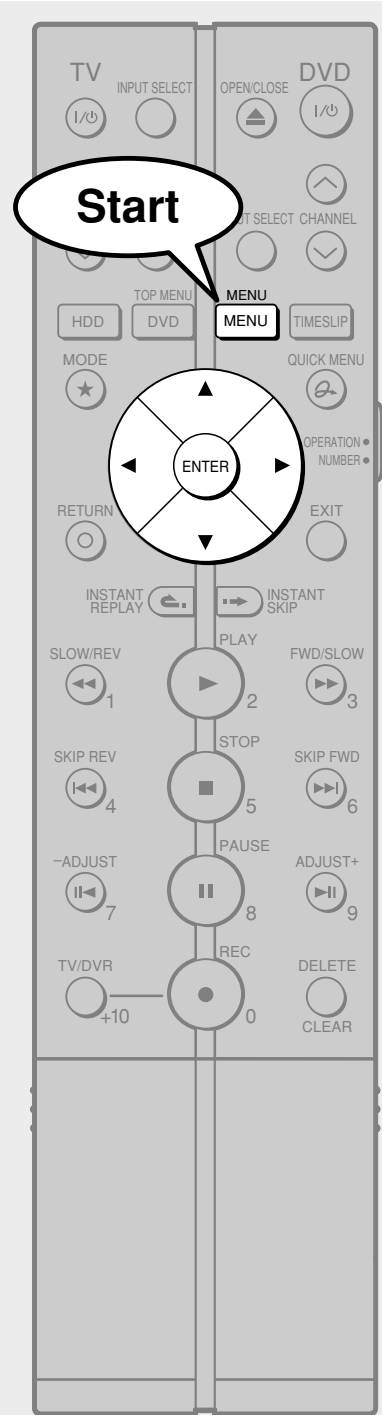 TV
DVD
INPUT SELECT
OPEN/CLOSE
I/
I/
Start
UT SELECT
CHANNEL
TOP MENU
MENU
HDD
DVD
MENU
TIMESLIP
MODE
QUICK MENU
ENTER
OPERATION
NUMBER
RETURN
EXIT
INSTANT
REPLAY
INSTANT
SKIP
SLOW/REV
PLAY
FWD/SLOW
1
2
3
SKIP REV
STOP
SKIP FWD
4
5
6
−ADJUST
PAUSE
ADJUST+
7
8
9
TV/DVR
REC
DELETE
+10
0
CLEAR